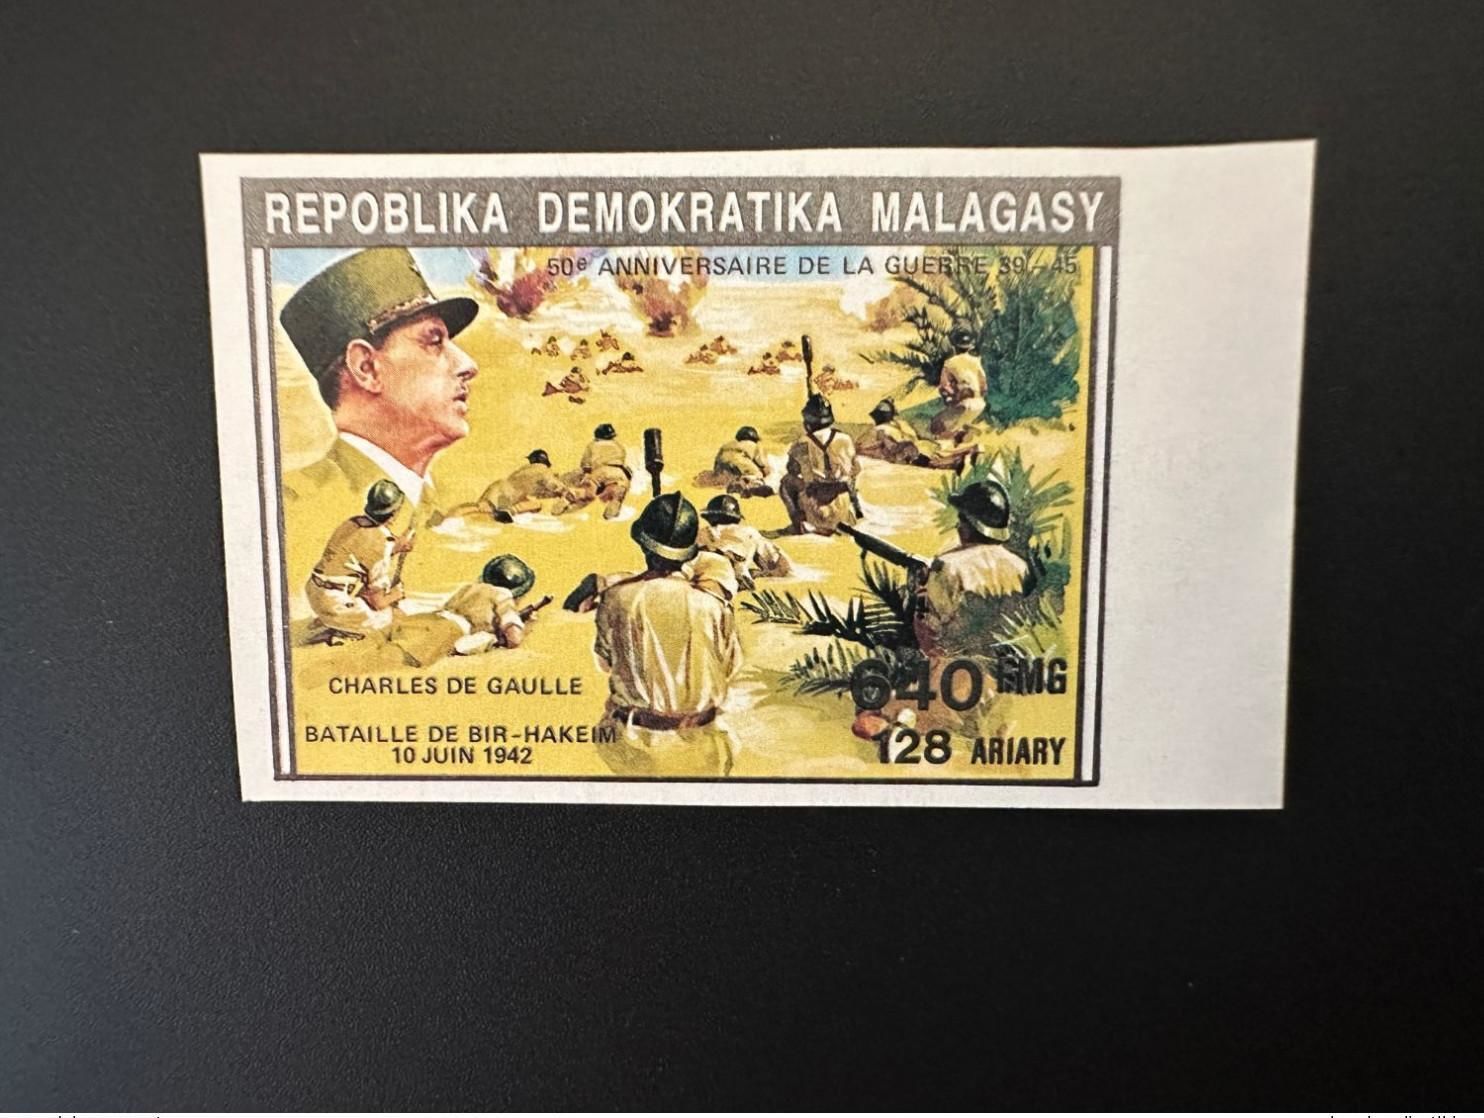 REPOBLIKA DEMOKRATIKA MALAGASY
50e ANNIVERSAIRE DE LA GUERRE 39-45
CHARLES DE GAULLE
BATAILLE DE BIR-HAKEIM
10 JUIN 1942
640 FMG
128 ARIARY